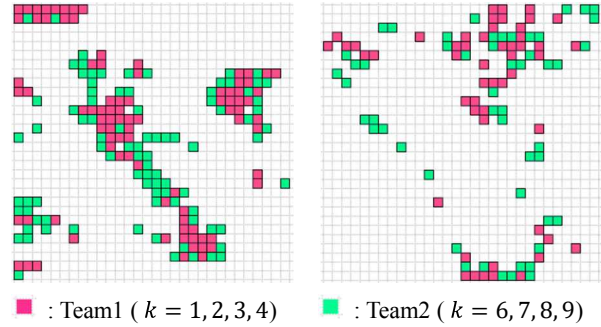 : Team1 ( k = 1, 2, 3, 4)
: Team2 ( k = 6, 7, 8, 9)